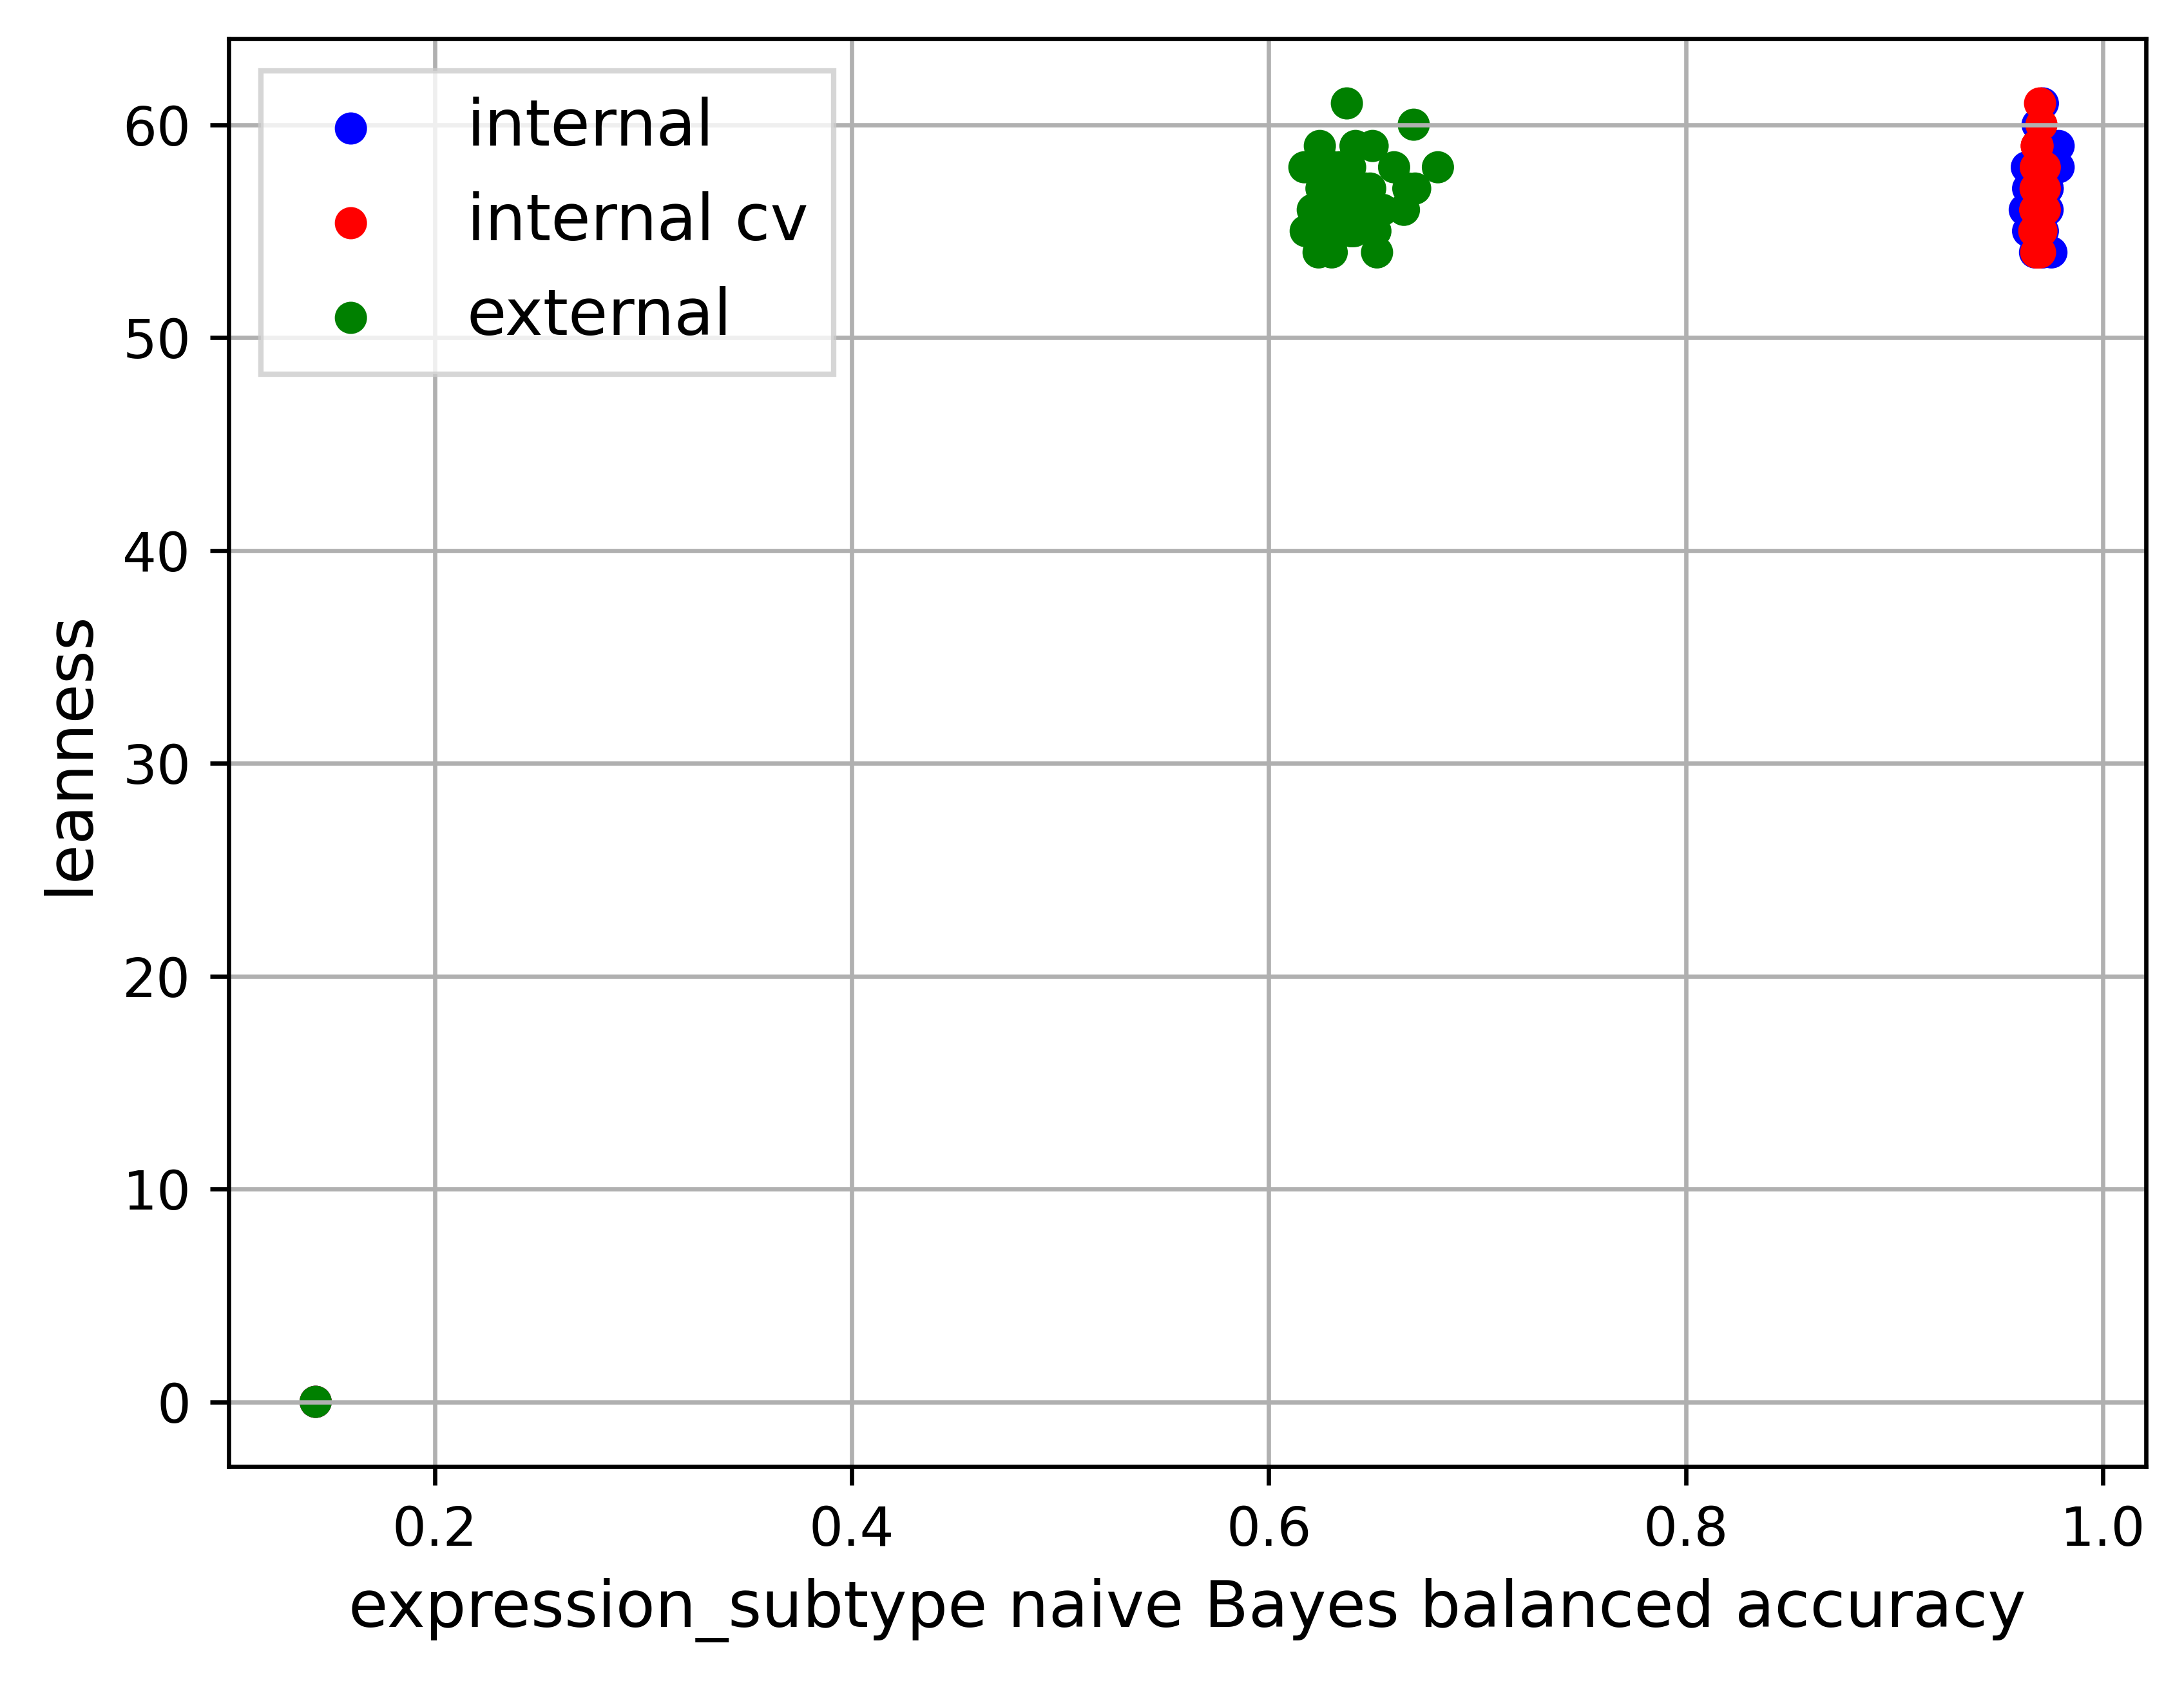 internal
internal cv
external
60
50
40
30
20
10
0
leanness
0.2 0.4 0.6 0.8 1.0
expression_subtype naive Bayes balanced accuracy